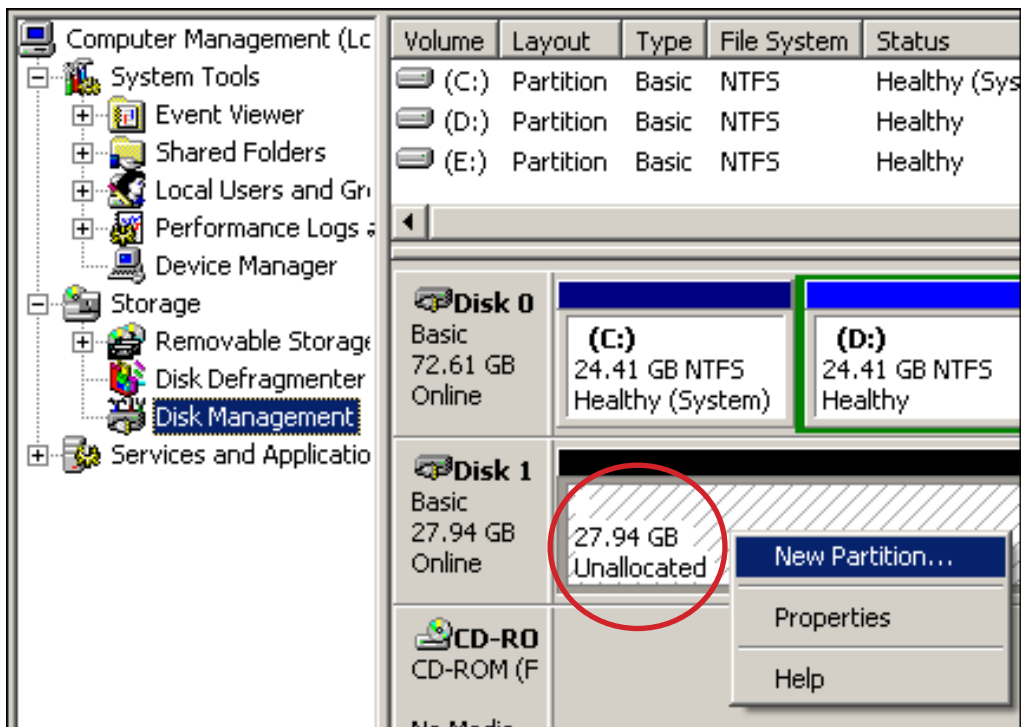 Computer Management (Lc
System Tools
Event Viewer
Shared Folders
Local Users and Gr
Performance Logs
Device Manager
Storage
Removable Storage
Disk Defragmenter
Disk Management
Services and Applicatio
Volume Layout Type File System Status
(C:) Partition Basic NTFS Healthy (Sys
(D:) Partition Basic NTFS Healthy
(E:) Partition Basic NTFS Healthy
Disk 0
Basic
72.61 GB
Online
(C:)
24.41 GB NTFS
Healthy (System)
(D:)
24.41 GB NTFS
Healthy
Disk 1
Basic
27.94 GB
Online
27.94 GB
Unallocated
New Partition...
Properties
Help
CD-RO
CD-ROM (F
No Media